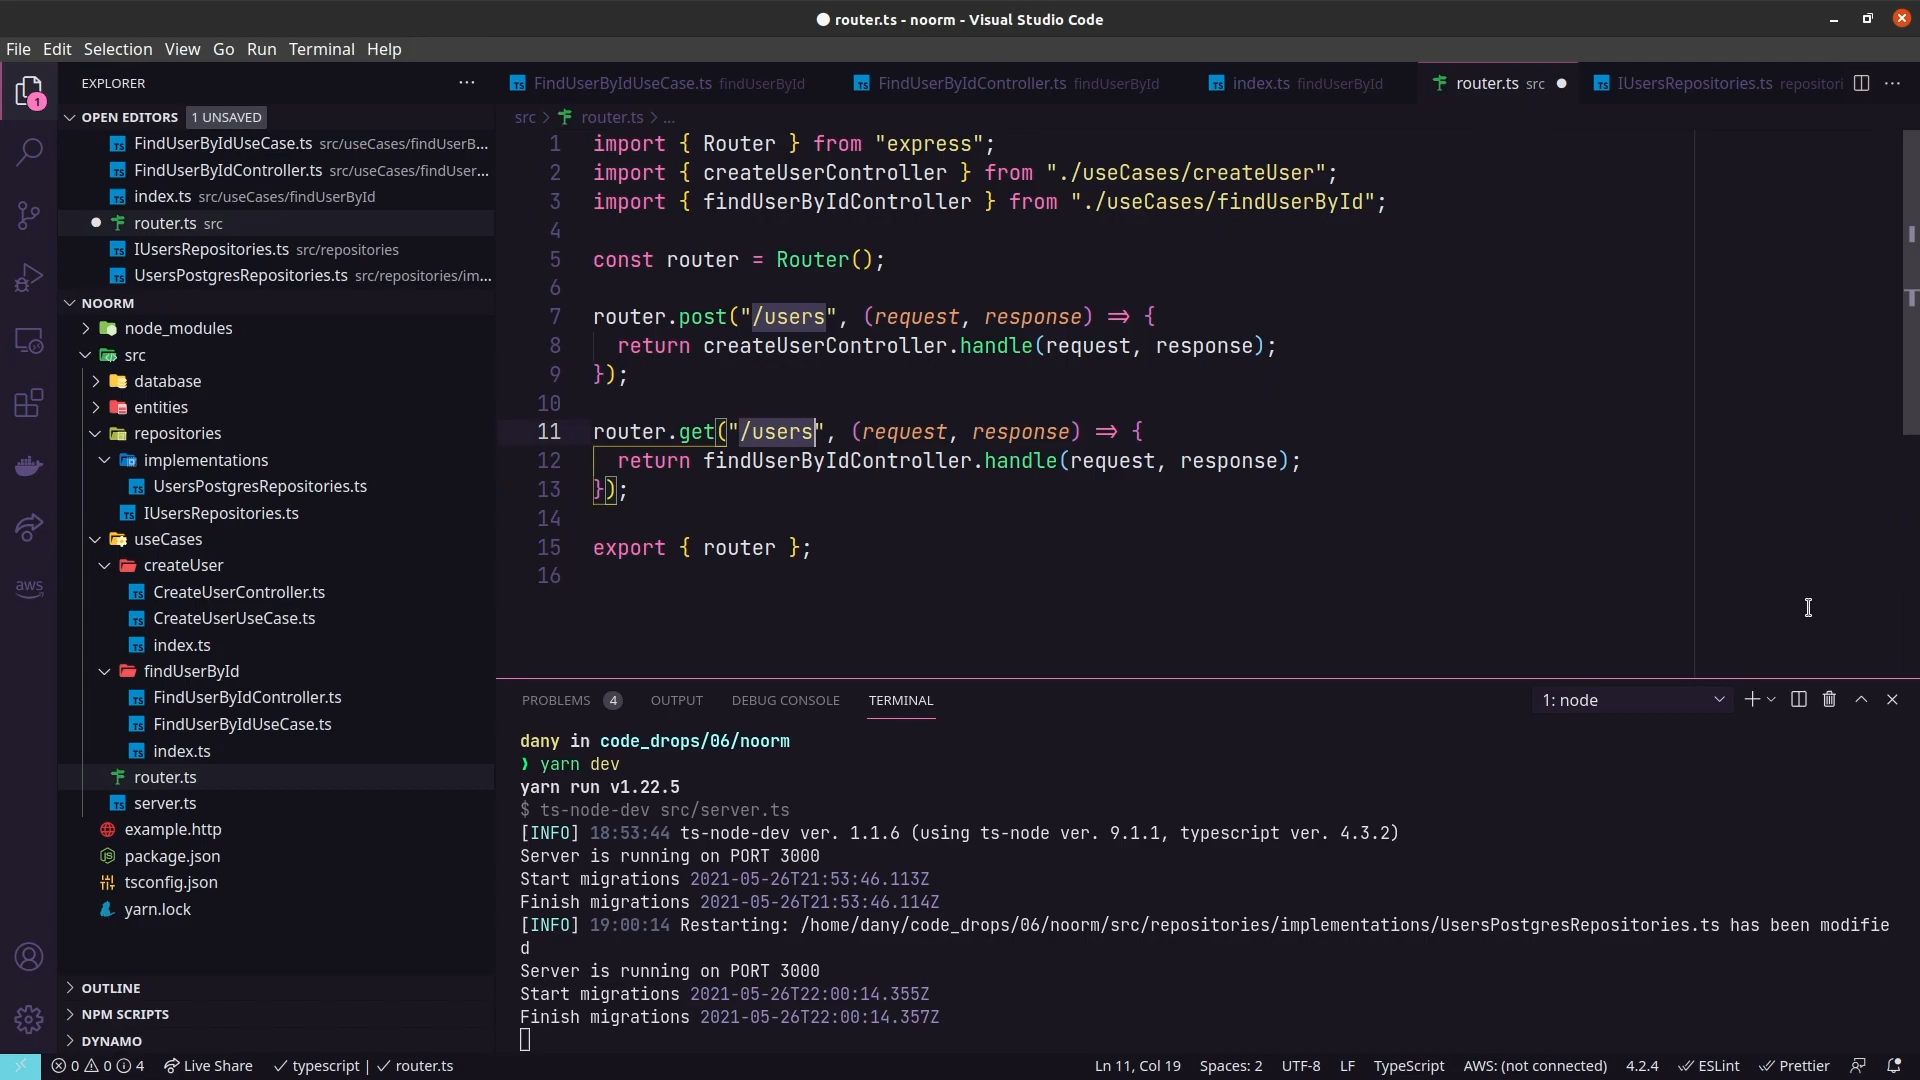 router.ts - noorm - Visual Studio Code
File Edit Selection View Go Run Terminal Help
1
EXPLORER
OPEN EDITORS 1 UNSAVED
FindUserByIdUseCase.ts src/useCases/findUserB...
FindUserByIdController.ts src/useCases/findUser...
index.ts src/useCases/findUserById
router.ts src
IUsersRepositories.ts src/repositories
UsersPostgresRepositories.ts src/repositories/im...
NOORM
node_modules
src
database
entities
repositories
implementations
UsersPostgresRepositories.ts
IUsersRepositories.ts
useCases
createUser
CreateUserController.ts
CreateUserUseCase.ts
index.ts
findUserById
FindUserByIdController.ts
FindUserByIdUseCase.ts
index.ts
router.ts
server.ts
example.http
package.json
tsconfig.json
yarn.lock
OUTLINE
NPM SCRIPTS
DYNAMO
aws
FindUserByIdUseCase.ts findUserById FindUserByIdController.ts findUserById index.ts findUserById router.ts src IUsersRepositories.ts repositori
src > router.ts > ...
1 import { Router } from "express";
2 import { createUserController } from "./useCases/createUser";
3 import { findUserByIdController } from "./useCases/findUserById";
4
5 const router = Router();
6
7 router.post("/users", (request, response) => {
8 return createUserController.handle(request, response);
9 });
10
11 router.get("/users", (request, response) => {
12 return findUserByIdController.handle(request, response);
13 });
14
15 export { router };
16
PROBLEMS 4 OUTPUT DEBUG CONSOLE TERMINAL 1: node
dany in code_drops/06/noorm
❯ yarn dev
yarn run v1.22.5
$ ts-node-dev src/server.ts
[INFO] 18:53:44 ts-node-dev ver. 1.1.6 (using ts-node ver. 9.1.1, typescript ver. 4.3.2)
Server is running on PORT 3000
Start migrations 2021-05-26T21:53:46.113Z
Finish migrations 2021-05-26T21:53:46.114Z
[INFO] 19:00:14 Restarting: /home/dany/code_drops/06/noorm/src/repositories/implementations/UsersPostgresRepositories.ts has been modifie
d
Server is running on PORT 3000
Start migrations 2021-05-26T22:00:14.355Z
Finish migrations 2021-05-26T22:00:14.357Z
0 0 4 Live Share ✓ typescript | ✓ router.ts Ln 11, Col 19 Spaces: 2 UTF-8 LF TypeScript AWS: (not connected) 4.2.4 ESLint Prettier